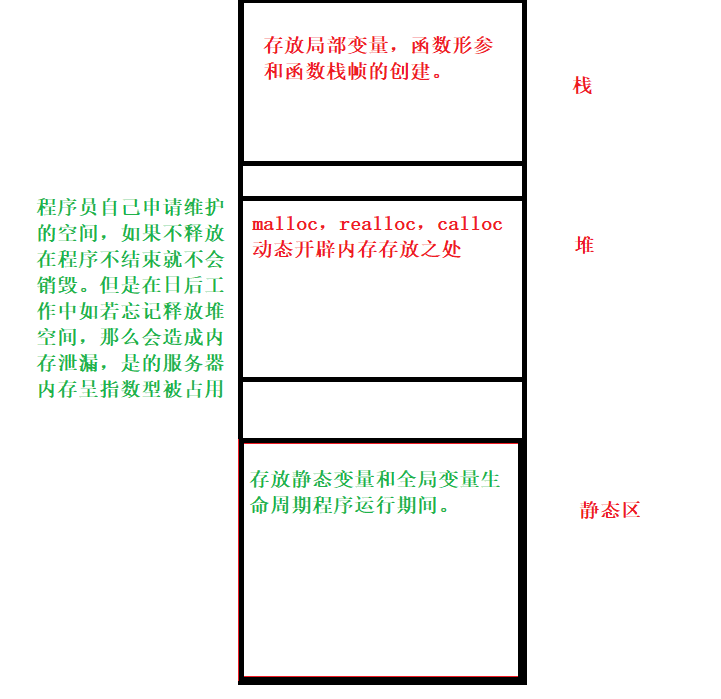 存放局部变量，函数形参
和函数栈帧的创建。
栈
程序员自己申请维护
的空间，如果不释放
在程序不结束就不会
销毁。但是在日后工
作中如若忘记释放堆
空间，那么会造成内
存泄漏，是的服务器
内存呈指数型被占用
malloc，realloc，calloc
动态开辟内存存放之处
堆
存放静态变量和全局变量生
命周期程序运行期间。
静态区